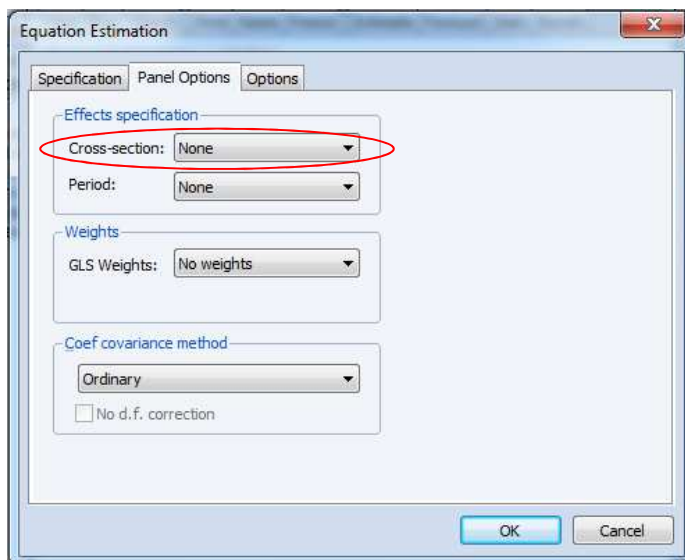 Equation Estimation
Specification Panel Options Options
Effects specification
Cross-section: None
Period: None
Weights
GLS Weights: No weights
Coef covariance method
Ordinary
No d.f. correction
OK Cancel